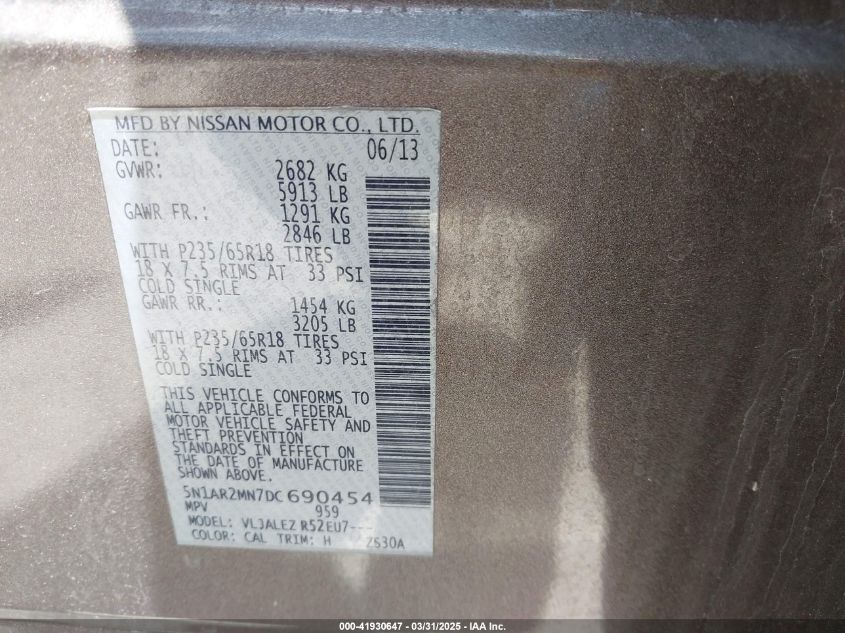 MFD BY NISSAN MOTOR CO., LTD.
DATE: 06/13
GVWR: 2682 KG
5913 LB
GAWR FR.: 1291 KG
2846 LB
WITH P235/65R18 TIRES
18 X 7.5 RIMS AT 33 PSI
COLD SINGLE
GAWR RR.: 1454 KG
3205 LB
WITH P235/65R18 TIRES
18 X 7.5 RIMS AT 33 PSI
COLD SINGLE
THIS VEHICLE CONFORMS TO
ALL APPLICABLE FEDERAL
MOTOR VEHICLE SAFETY AND
THEFT PREVENTION
STANDARDS IN EFFECT ON
THE DATE OF MANUFACTURE
SHOWN ABOVE.
5N1AR2MN7DC690454
MPV 959
MODEL: VLJALEZ R52EU7---
COLOR: CAL TRIM: H Z630A
000-41930647 - 03/31/2025 - IAA Inc.